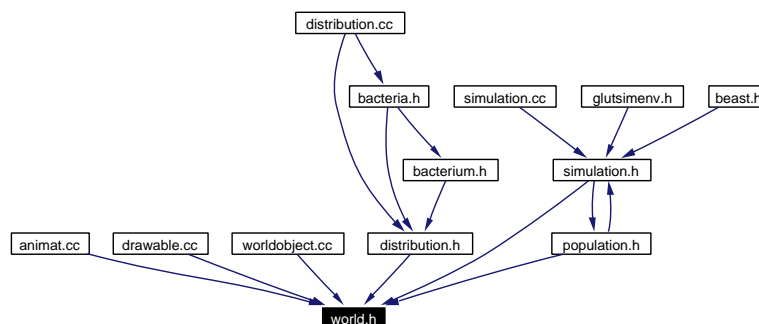 distribution.cc
bacteria.h
simulation.cc
glutsimenv.h
beast.h
bacterium.h
simulation.h
animat.cc
drawable.cc
worldobject.cc
distribution.h
population.h
world.h